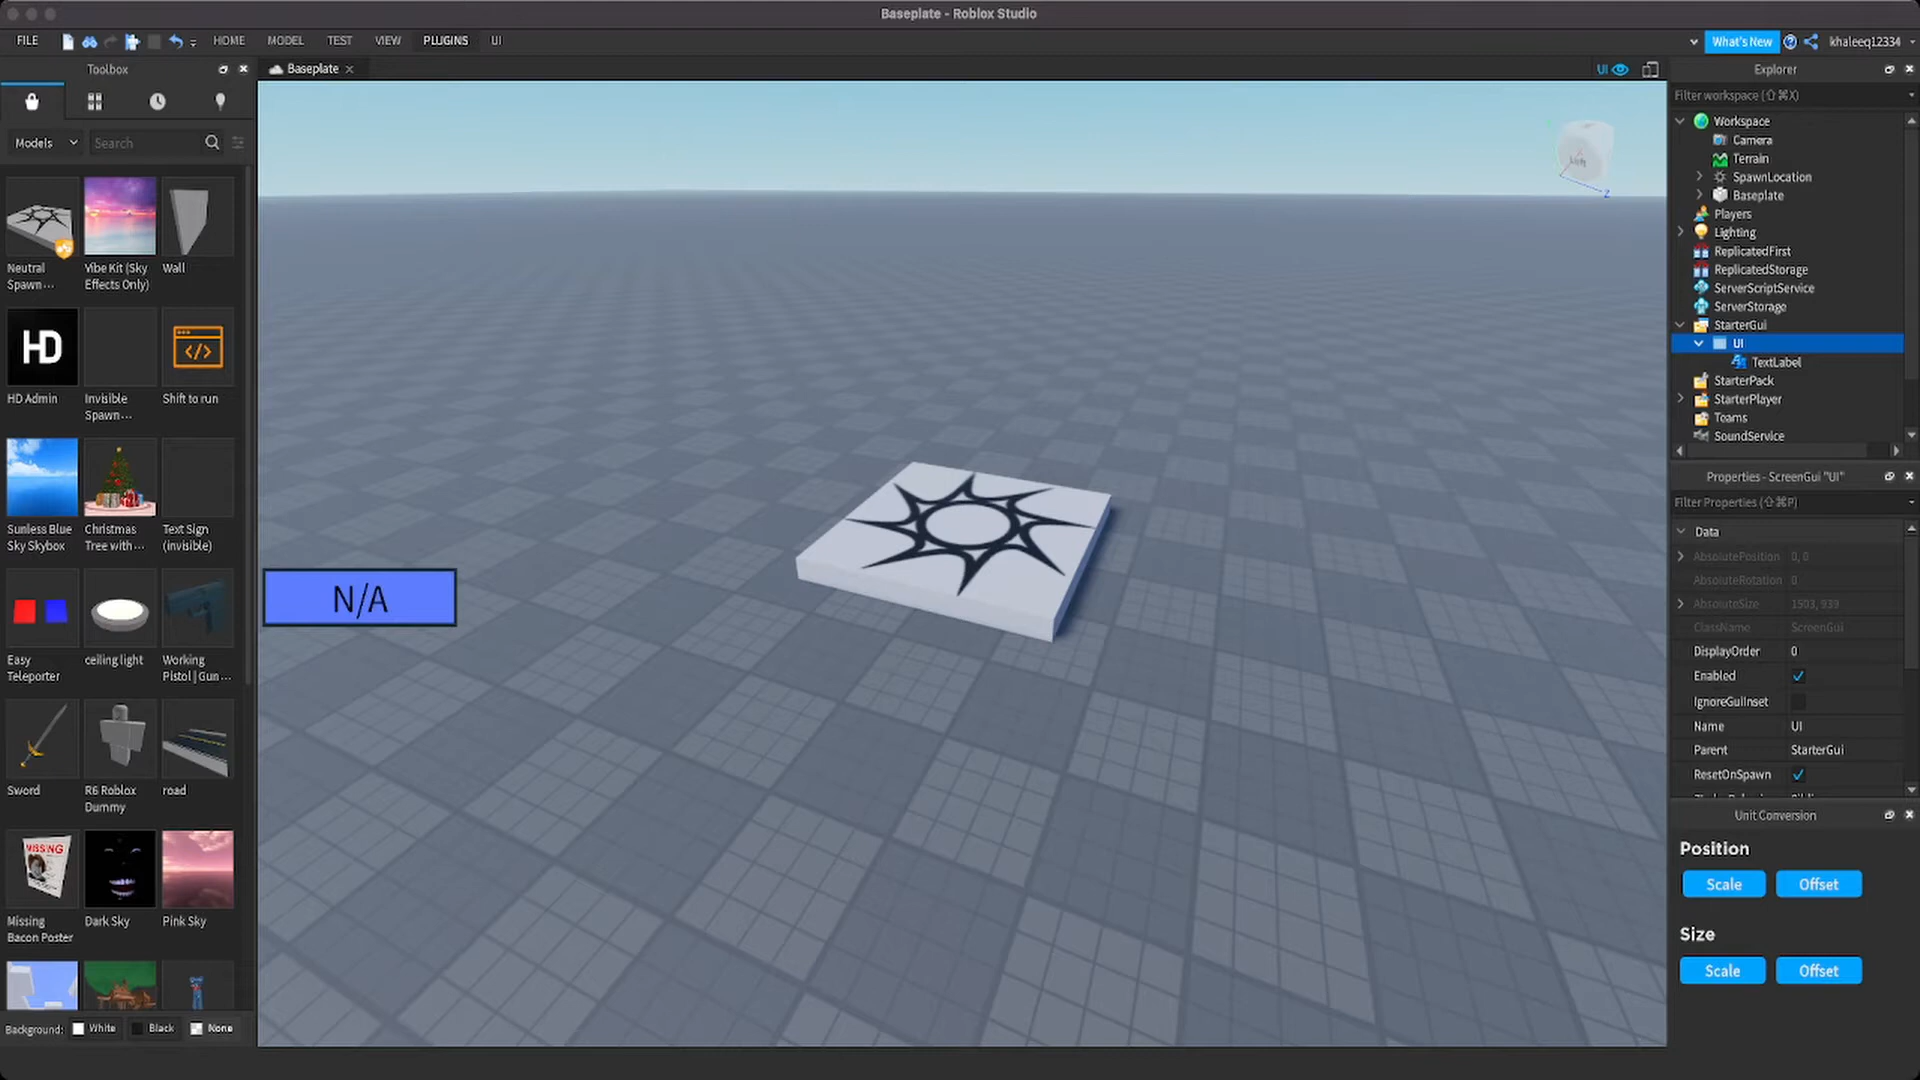 Baseplate - Roblox Studio
FILE HOME MODEL TEST VIEW PLUGINS UI
What's New khaleeq12334
Toolbox
Models Search
Neutral Spawn...
Vibe Kit (Sky Effects Only)
Wall
HD
HD Admin
Invisible Spawn...
Shift to run
Sunless Blue Sky Skybox
Christmas Tree with...
Text Sign (invisible)
Easy Teleporter
ceiling light
Working Pistol | Gun...
Sword
R6 Roblox Dummy
road
MISSING
Missing Bacon Poster
Dark Sky
Pink Sky
Background: White Black None
Baseplate
UI
Left
Z
N/A
Explorer
Filter workspace (⇧⌘X)
Workspace
Camera
Terrain
SpawnLocation
Baseplate
Players
Lighting
ReplicatedFirst
ReplicatedStorage
ServerScriptService
ServerStorage
StarterGui
UI
TextLabel
StarterPack
StarterPlayer
Teams
SoundService
Properties - ScreenGui "UI"
Filter Properties (⇧⌘P)
Data
AbsolutePosition 0, 0
AbsoluteRotation 0
AbsoluteSize 1503, 939
ClassName ScreenGui
DisplayOrder 0
Enabled
IgnoreGuiInset
Name UI
Parent StarterGui
ResetOnSpawn
Unit Conversion
Position
Scale Offset
Size
Scale Offset